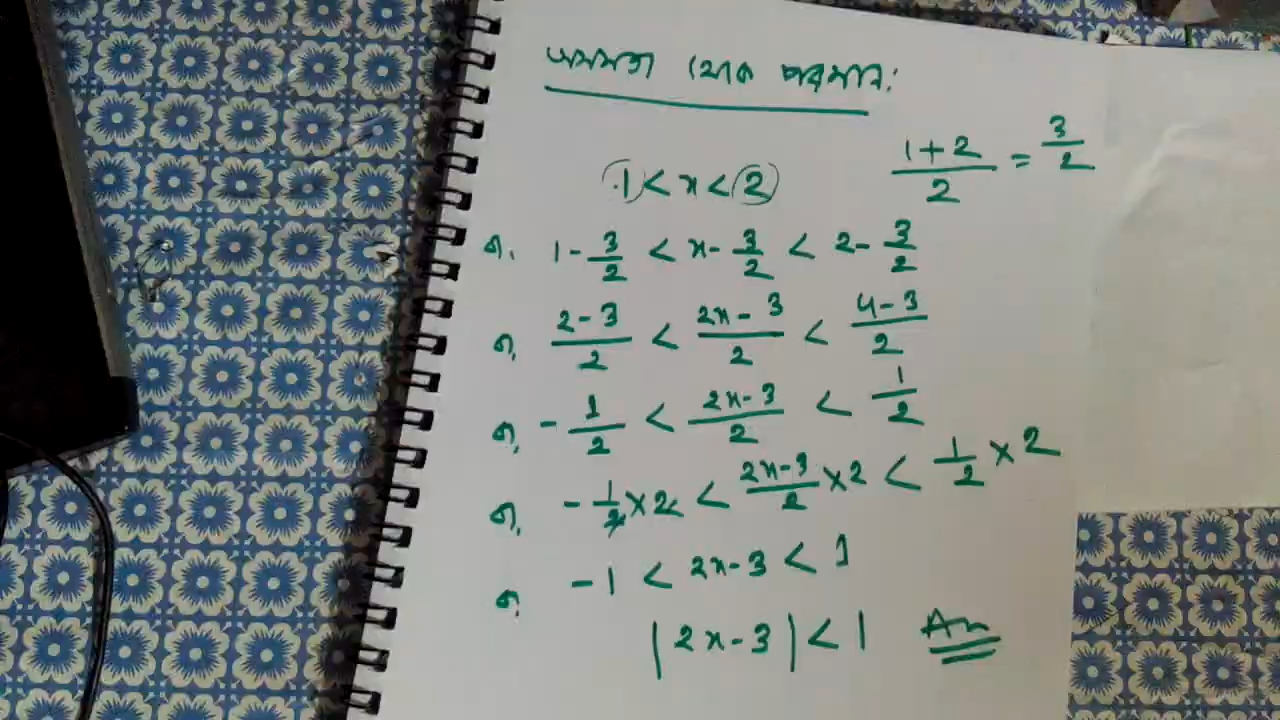 অসমতা থেকে পরমমান:
1 < x < 2
(1+2)/2 = 3/2
বা, 1 - 3/2 < x - 3/2 < 2 - 3/2
বা, (2-3)/2 < (2x-3)/2 < (4-3)/2
বা, -1/2 < (2x-3)/2 < 1/2
বা, -1/2 × 2 < (2x-3)/2 × 2 < 1/2 × 2
বা, -1 < 2x-3 < 1
|2x-3| < 1 Ans